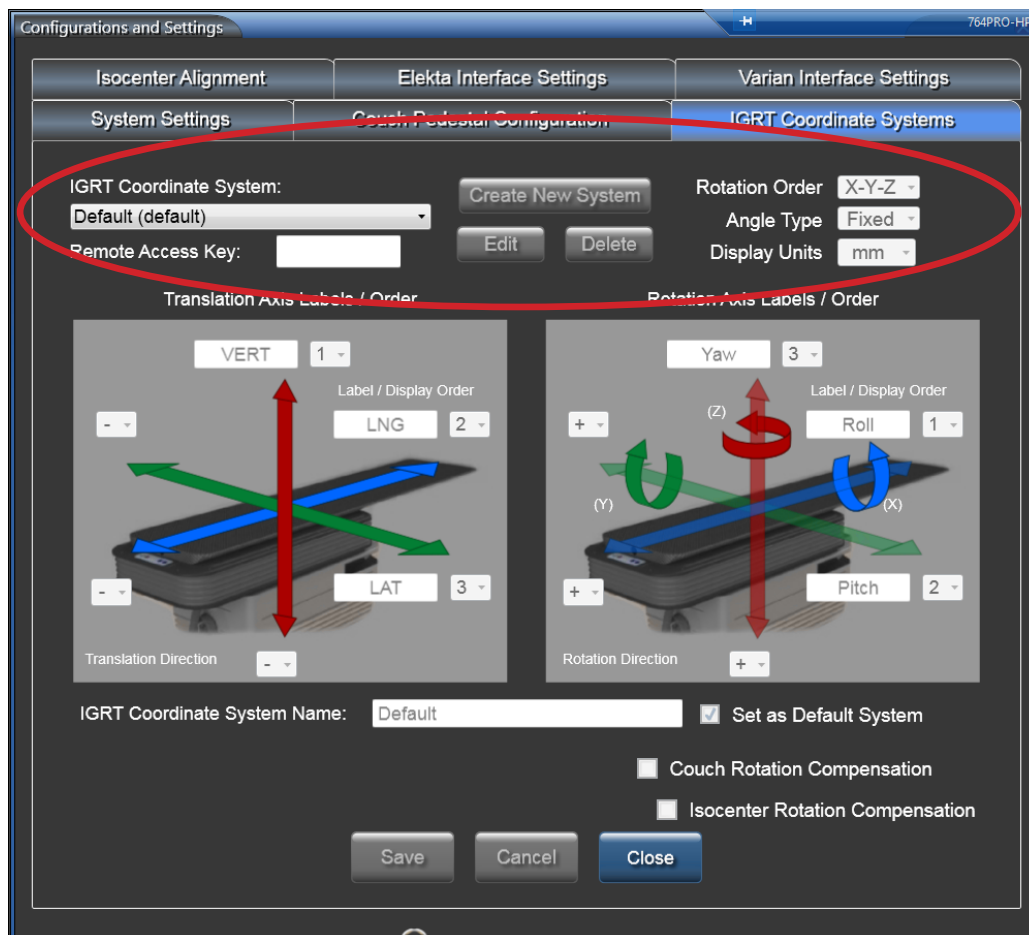 Configurations and Settings
764PRO-HP
Isocenter Alignment Elekta Interface Settings Varian Interface Settings
System Settings Couch Pedestal Configuration IGRT Coordinate Systems
IGRT Coordinate System: Create New System Rotation Order X-Y-Z
Default (default) Angle Type Fixed
Remote Access Key: Edit Delete Display Units mm
Translation Axis Labels / Order Rotation Axis Labels / Order
VERT 1 Yaw 3
Label / Display Order Label / Display Order
- LNG 2 + (Z) Roll 1
(Y) (X)
- LAT 3 + Pitch 2
Translation Direction - Rotation Direction +
IGRT Coordinate System Name: Default Set as Default System
Couch Rotation Compensation
Isocenter Rotation Compensation
Save Cancel Close